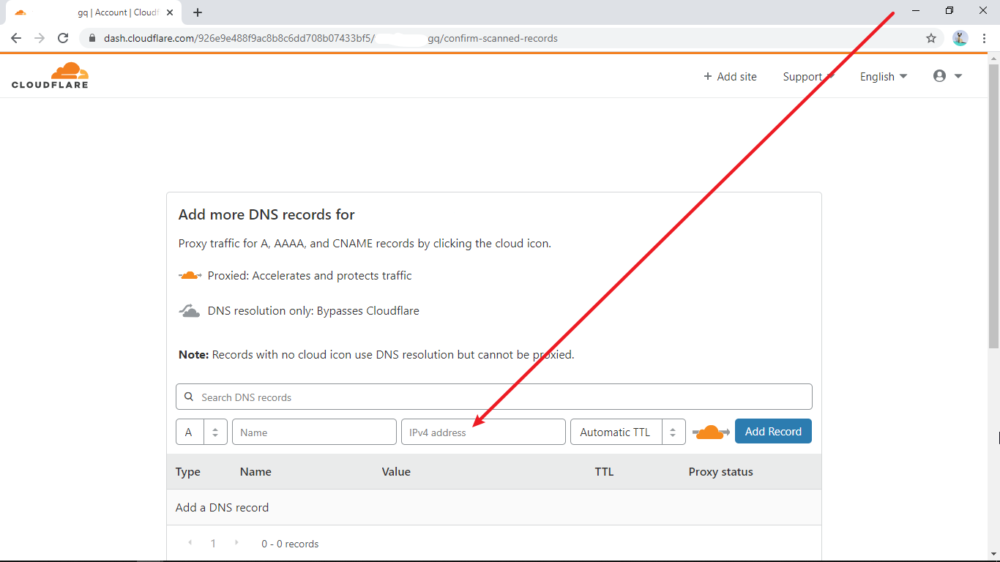 gq | Account | Cloudf
dash.cloudflare.com/926e9e488f9ac8b8c6dd708b07433bf5/ gq/confirm-scanned-records
CLOUDFLARE
+ Add site Support English
Add more DNS records for
Proxy traffic for A, AAAA, and CNAME records by clicking the cloud icon.
Proxied: Accelerates and protects traffic
DNS resolution only: Bypasses Cloudflare
Note: Records with no cloud icon use DNS resolution but cannot be proxied.
Search DNS records
A Name IPv4 address Automatic TTL Add Record
Type Name Value TTL Proxy status
Add a DNS record
1 0 - 0 records